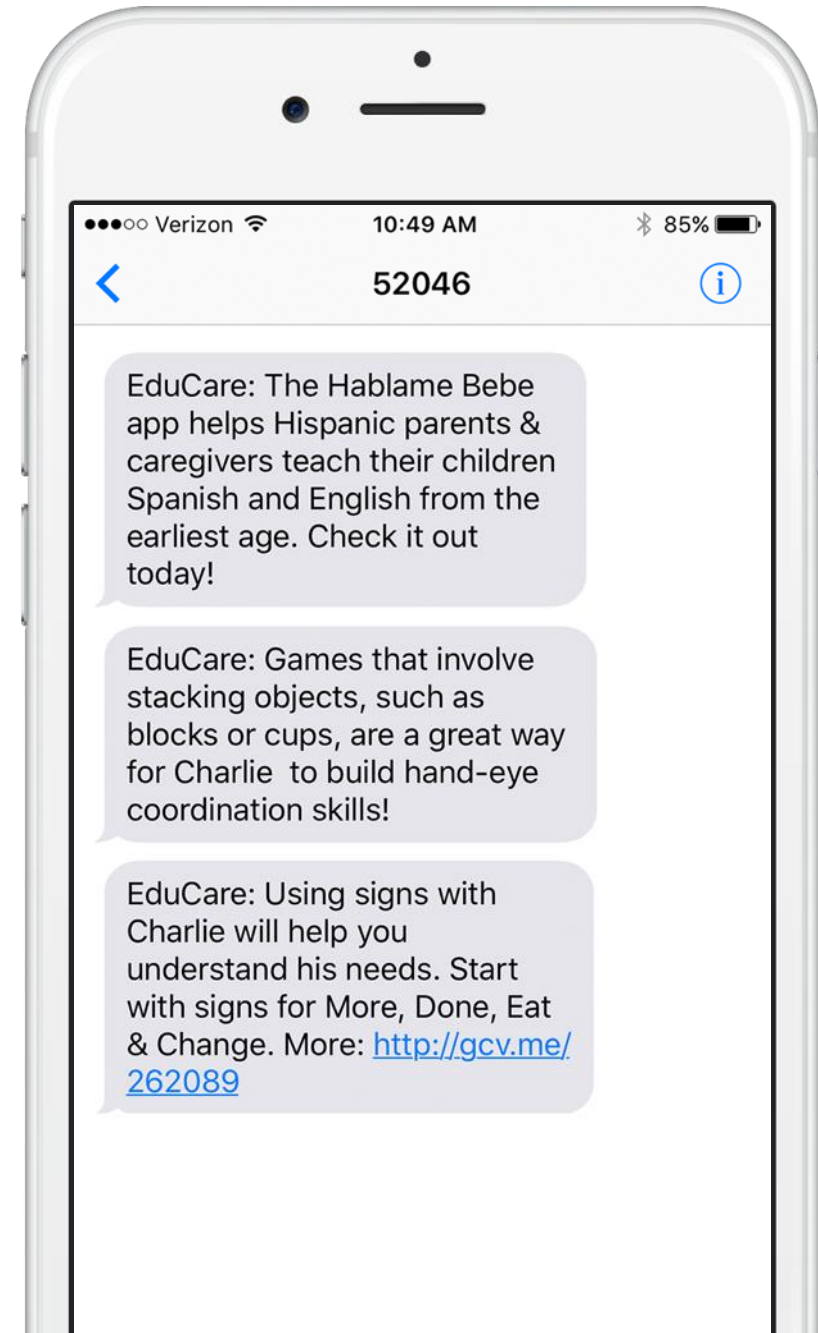 Verizon 10:49 AM 85%
52046
EduCare: The Hablame Bebe
app helps Hispanic parents &
caregivers teach their children
Spanish and English from the
earliest age. Check it out
today!
EduCare: Games that involve
stacking objects, such as
blocks or cups, are a great way
for Charlie  to build hand-eye
coordination skills!
EduCare: Using signs with
Charlie will help you
understand his needs. Start
with signs for More, Done, Eat
& Change. More: http://gcv.me/
262089